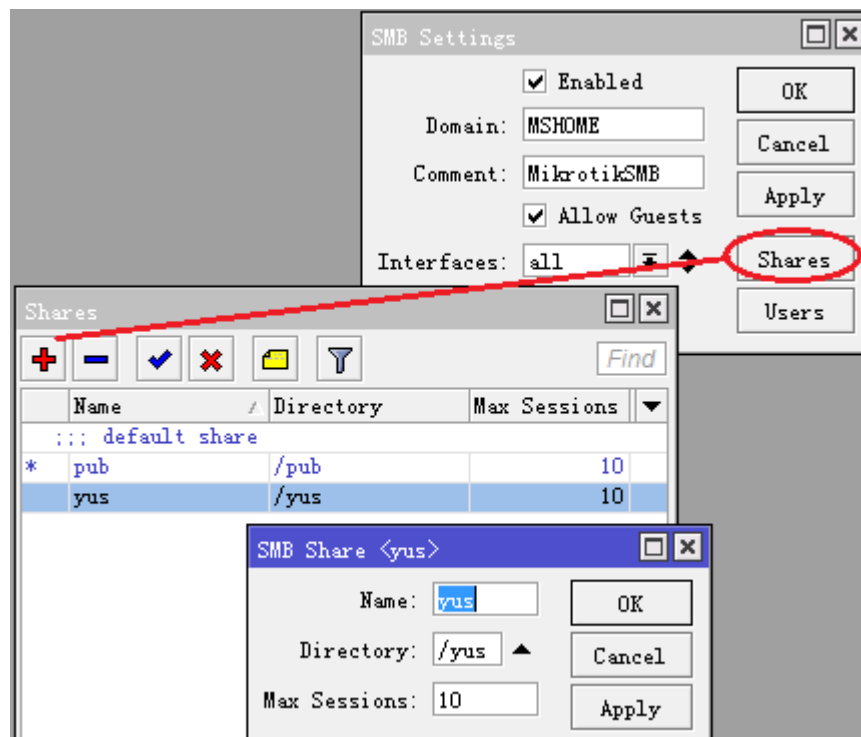 SMB Settings
Enabled
OK
Domain: MSHOME
Cancel
Comment: MikrotikSMB
Apply
Allow Guests
Interfaces: all
Shares
Users
Shares
Find
Name Directory Max Sessions
;;; default share
* pub /pub 10
yus /yus 10
SMB Share <yus>
Name: yus
OK
Directory: /yus
Cancel
Max Sessions: 10
Apply